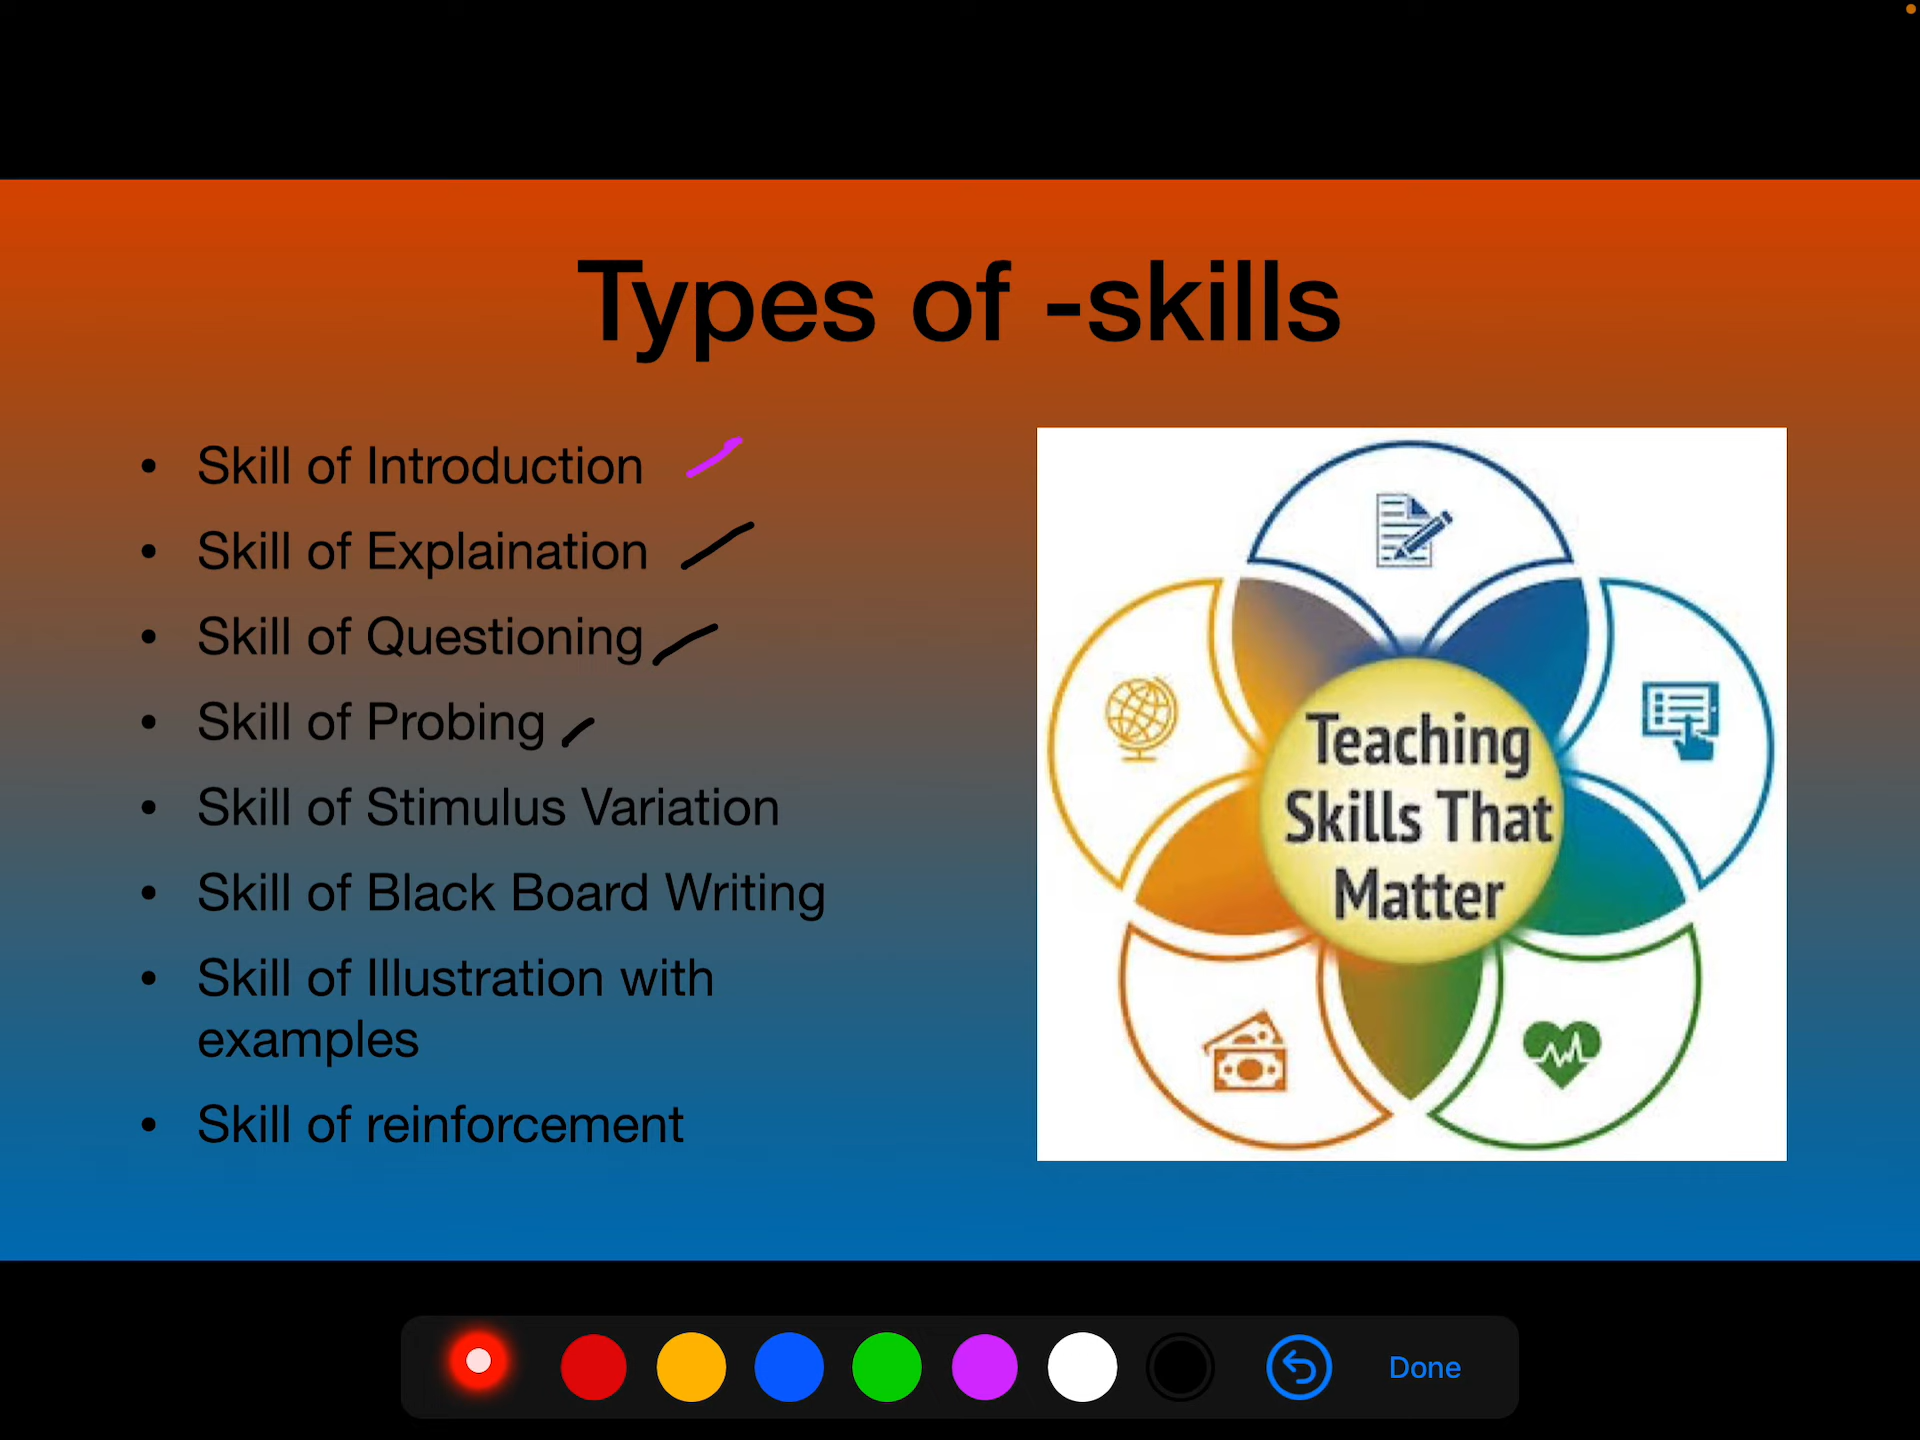 Types of -skills
• Skill of Introduction
• Skill of Explaination
• Skill of Questioning
• Skill of Probing
• Skill of Stimulus Variation
• Skill of Black Board Writing
• Skill of Illustration with
examples
• Skill of reinforcement
Teaching
Skills That
Matter
Done